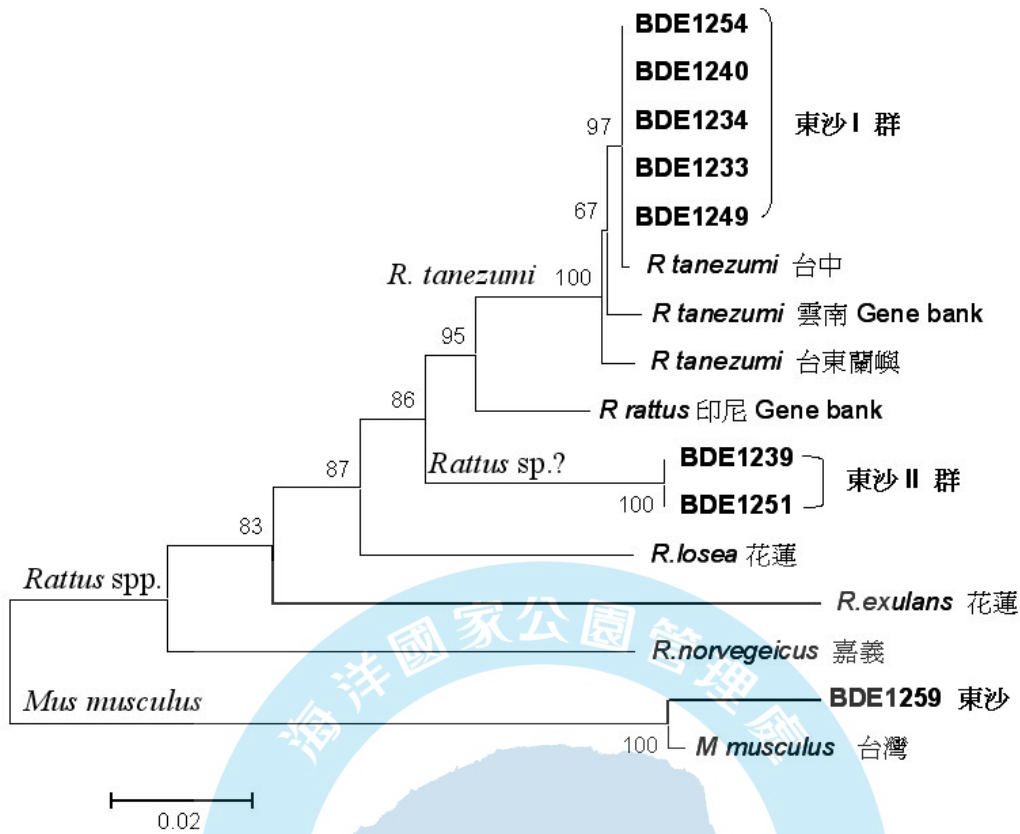 BDE1254
BDE1240
97
BDE1234
東沙 I 群
BDE1233
67
BDE1249
R tanezumi 台中
R. tanezumi
100
R tanezumi 雲南 Gene bank
95
R tanezumi 台東蘭嶼
86
R rattus 印尼 Gene bank
87
Rattus sp.?
BDE1239
東沙 II 群
100
BDE1251
83
R.losea 花蓮
Rattus spp.
R.exulans 花蓮
R.norvegeicus 嘉義
海洋國家公園管理處
Mus musculus
BDE1259 東沙
100
M musculus 台灣
0.02